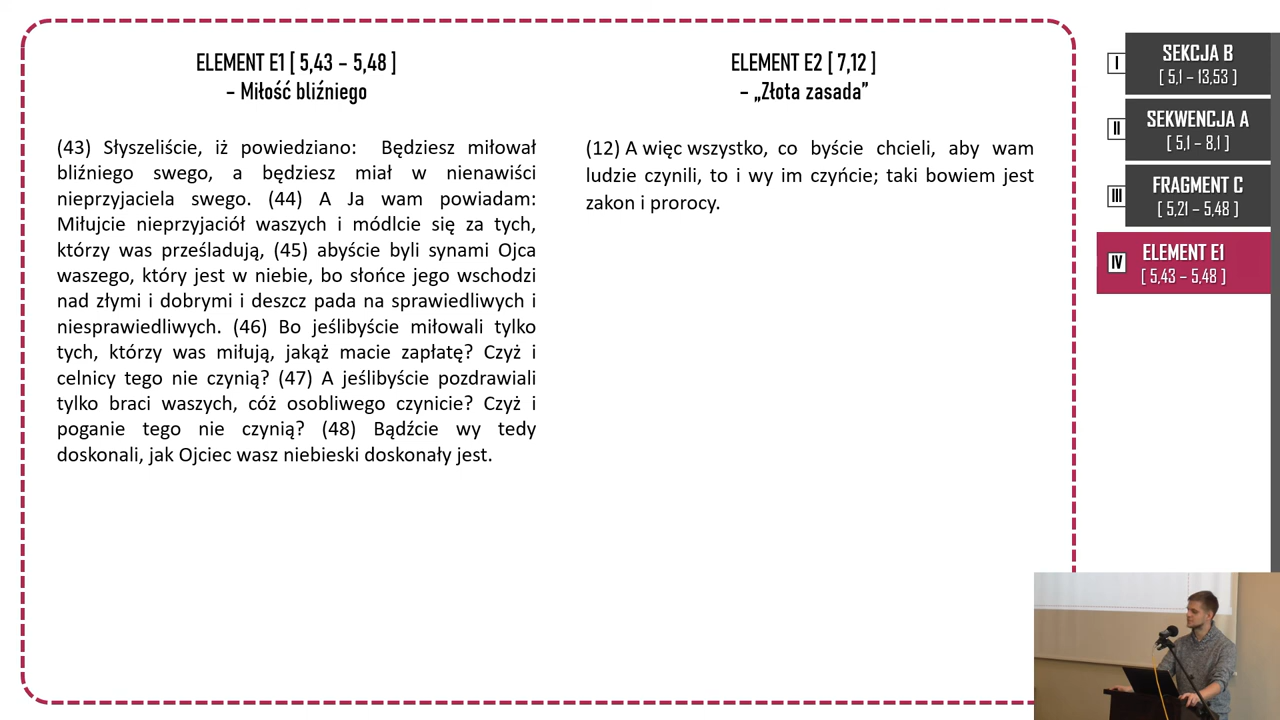 ELEMENT E1 [ 5,43 – 5,48 ]
– Miłość bliźniego
(43) Słyszeliście, iż powiedziano: Będziesz miłował
bliźniego swego, a będziesz miał w nienawiści
nieprzyjaciela swego. (44) A Ja wam powiadam:
Miłujcie nieprzyjaciół waszych i módlcie się za tych,
którzy was prześladują, (45) abyście byli synami Ojca
waszego, który jest w niebie, bo słońce jego wschodzi
nad złymi i dobrymi i deszcz pada na sprawiedliwych i
niesprawiedliwych. (46) Bo jeślibyście miłowali tylko
tych, którzy was miłują, jakąż macie zapłatę? Czyż i
celnicy tego nie czynią? (47) A jeślibyście pozdrawiali
tylko braci waszych, cóż osobliwego czynicie? Czyż i
poganie tego nie czynią? (48) Bądźcie wy tedy
doskonali, jak Ojciec wasz niebieski doskonały jest.
ELEMENT E2 [ 7,12 ]
– „Złota zasada”
(12) A więc wszystko, co byście chcieli, aby wam
ludzie czynili, to i wy im czyńcie; taki bowiem jest
zakon i prorocy.
I
SEKCJA B
[ 5,1 – 13,53 ]
II
SEKWENCJA A
[ 5,1 – 8,1 ]
III
FRAGMENT C
[ 5,21 – 5,48 ]
IV
ELEMENT E1
[ 5,43 – 5,48 ]